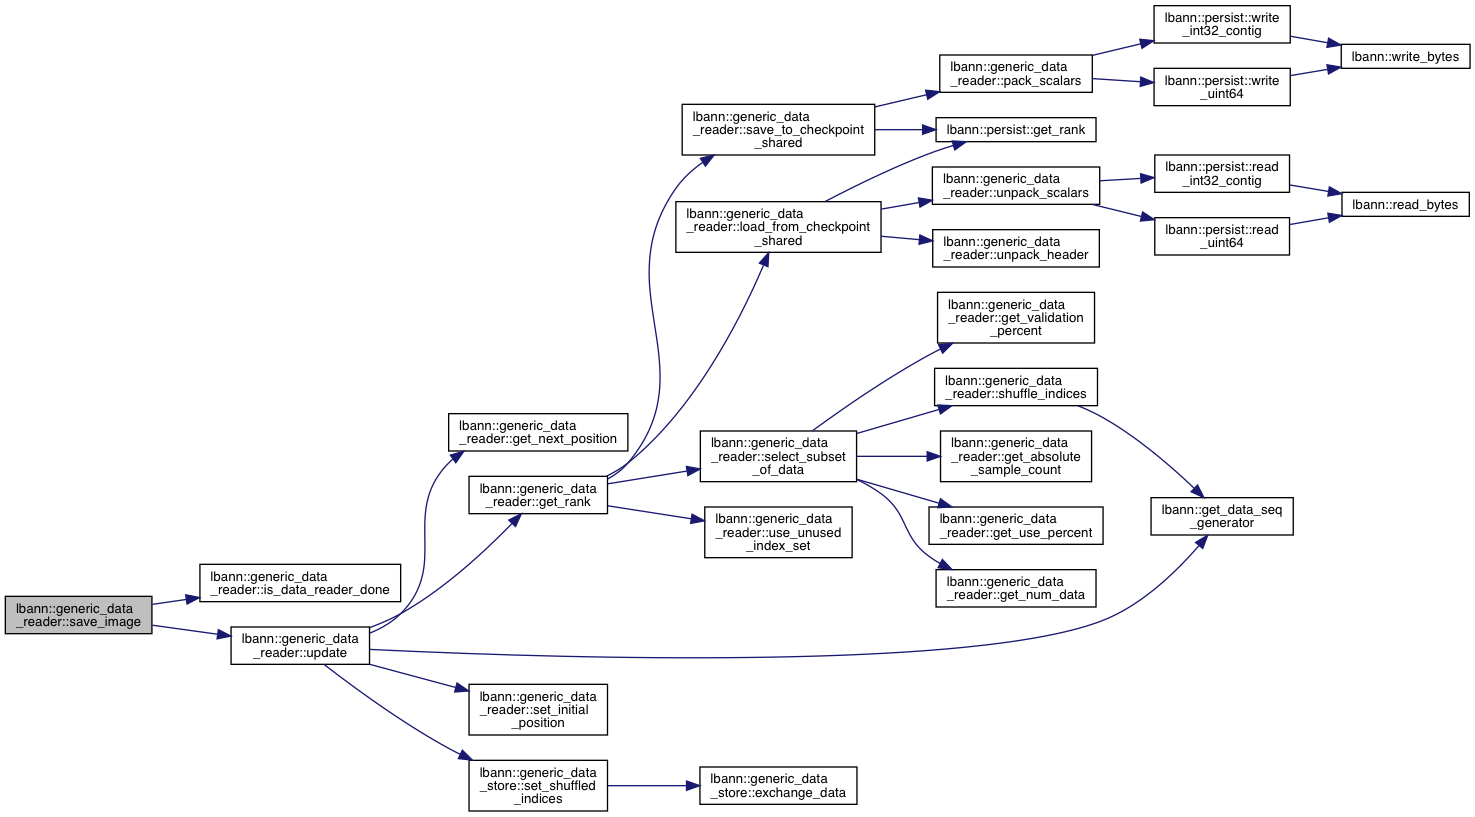 lbann::generic_data
_reader::save_image
lbann::generic_data
_reader::is_data_reader_done
lbann::generic_data
_reader::update
lbann::generic_data
_reader::get_next_position
lbann::generic_data
_reader::get_rank
lbann::generic_data
_reader::set_initial
_position
lbann::generic_data
_store::set_shuffled
_indices
lbann::generic_data
_reader::save_to_checkpoint
_shared
lbann::generic_data
_reader::load_from_checkpoint
_shared
lbann::generic_data
_reader::select_subset
_of_data
lbann::generic_data
_reader::use_unused
_index_set
lbann::generic_data
_store::exchange_data
lbann::generic_data
_reader::pack_scalars
lbann::persist::get_rank
lbann::generic_data
_reader::unpack_scalars
lbann::generic_data
_reader::unpack_header
lbann::generic_data
_reader::get_validation
_percent
lbann::generic_data
_reader::shuffle_indices
lbann::generic_data
_reader::get_absolute
_sample_count
lbann::generic_data
_reader::get_use_percent
lbann::generic_data
_reader::get_num_data
lbann::persist::write
_int32_contig
lbann::persist::write
_uint64
lbann::persist::read
_int32_contig
lbann::persist::read
_uint64
lbann::get_data_seq
_generator
lbann::write_bytes
lbann::read_bytes